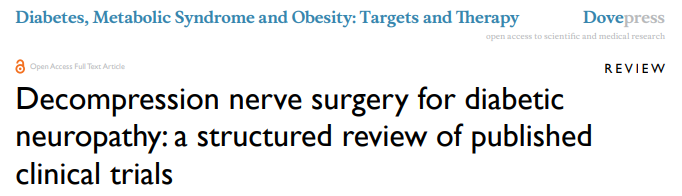 Diabetes, Metabolic Syndrome and Obesity: Targets and Therapy Dovepress
open access to scientific and medical research
Open Access Full Text Article REVIEW
Decompression nerve surgery for diabetic
neuropathy: a structured review of published
clinical trials